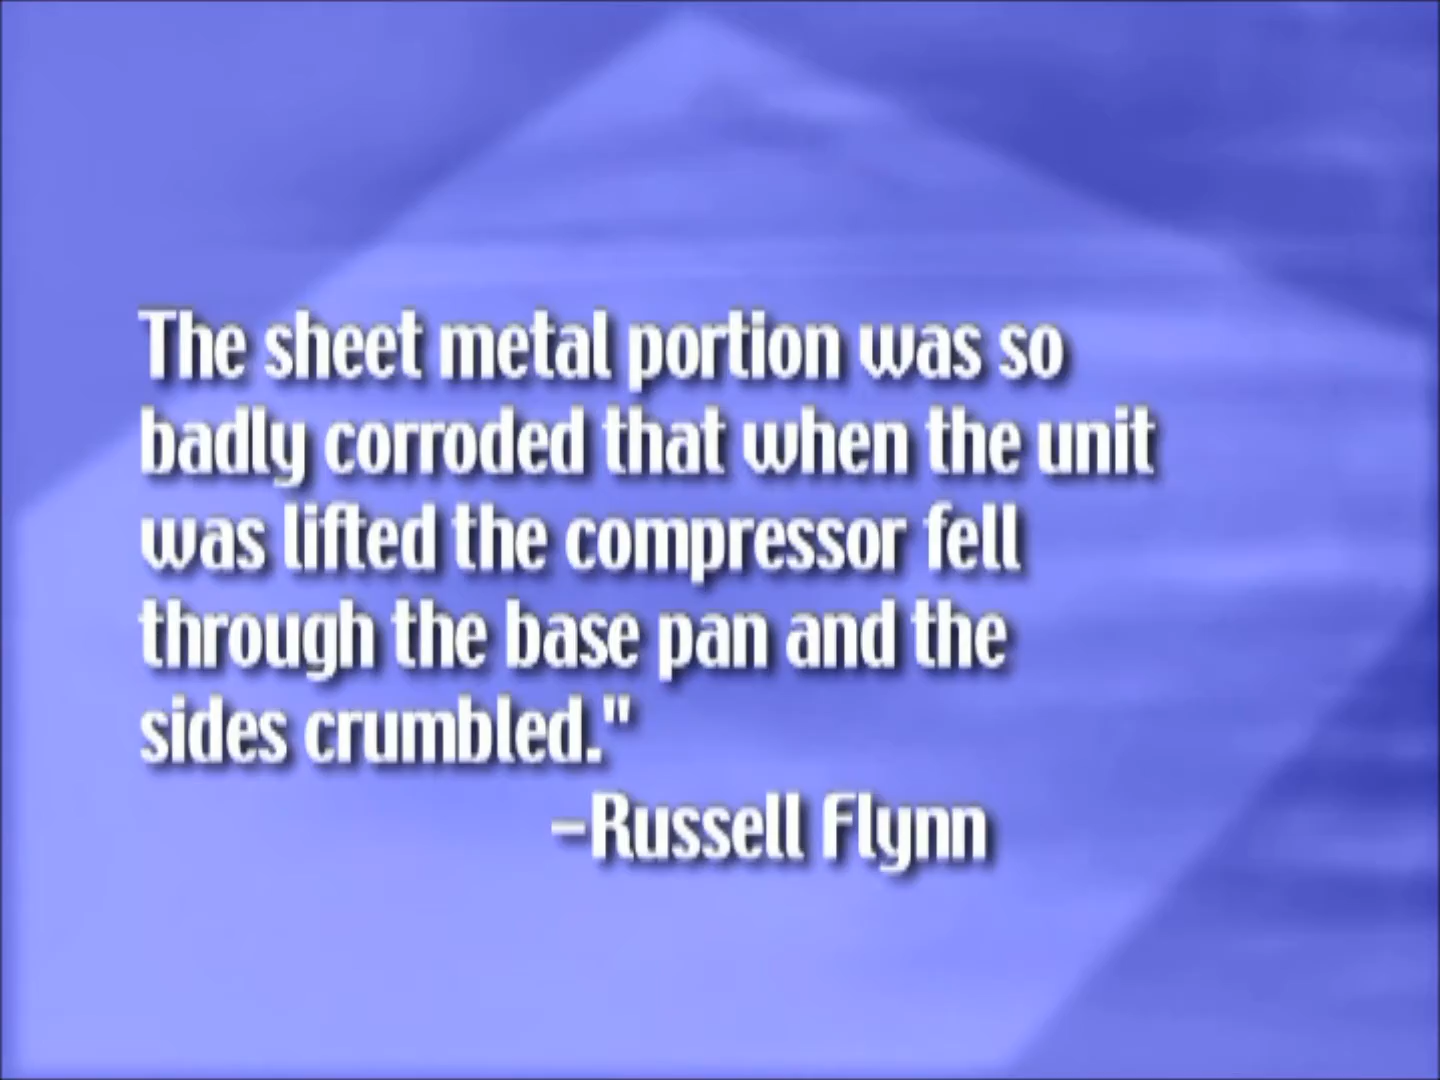 The sheet metal portion was so
badly corroded that when the unit
was lifted the compressor fell
through the base pan and the
sides crumbled."
-Russell Flynn